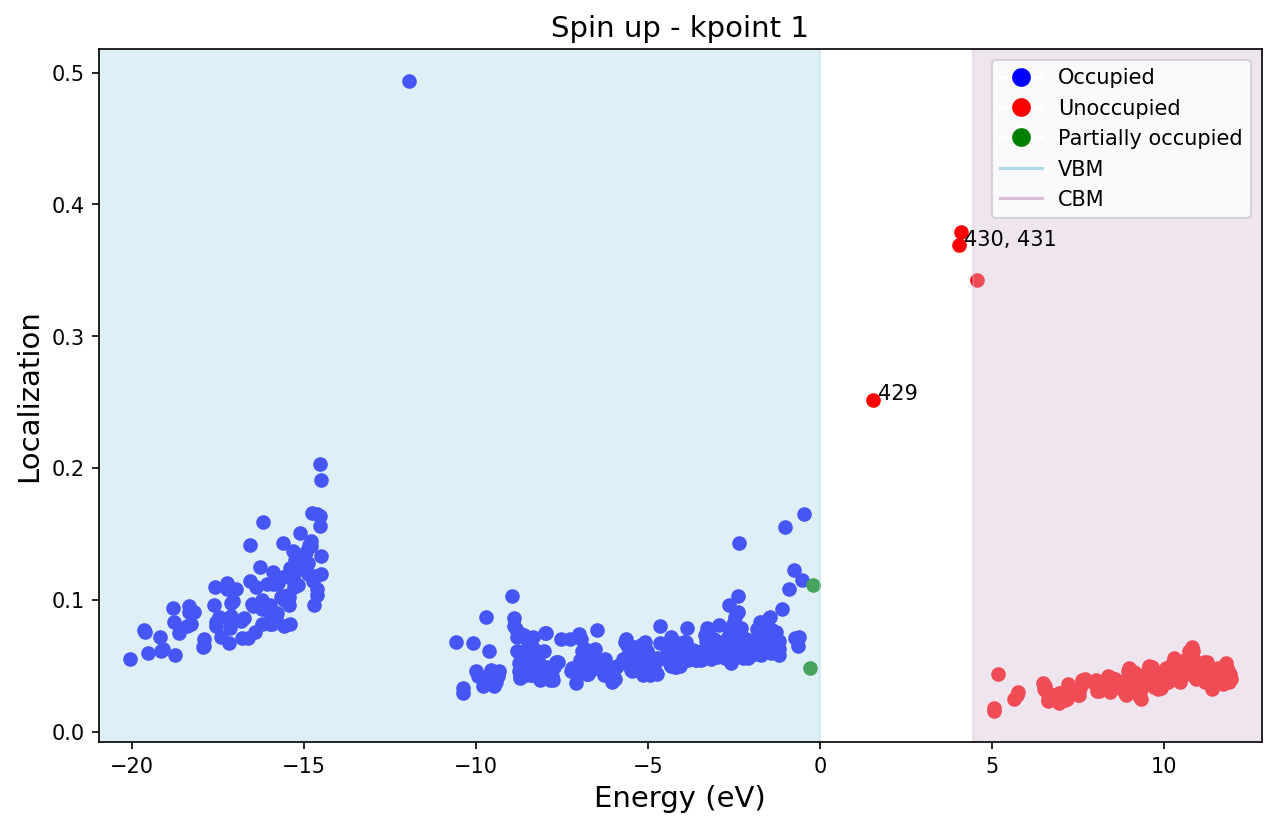 Spin up - kpoint 1
Localization
0.5
0.4
0.3
0.2
0.1
0.0
Occupied
Unoccupied
Partially occupied
VBM
CBM
430, 431
429
−20
−15
−10
−5
0
5
10
Energy (eV)